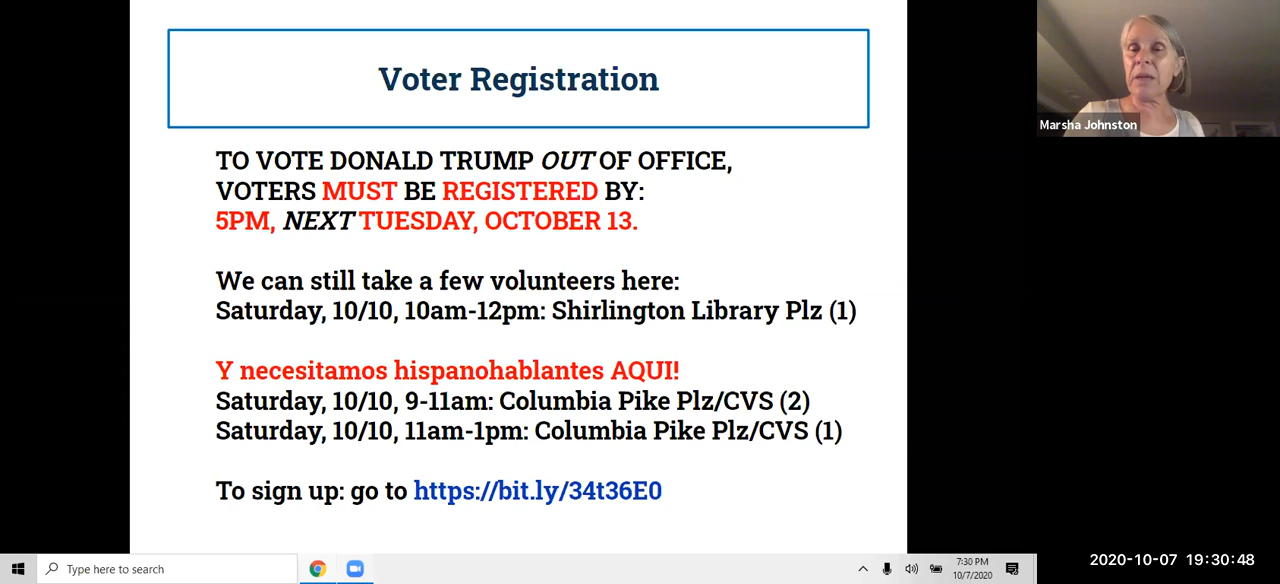 Voter Registration
Marsha Johnston
TO VOTE DONALD TRUMP OUT OF OFFICE,
VOTERS MUST BE REGISTERED BY:
5PM, NEXT TUESDAY, OCTOBER 13.
We can still take a few volunteers here:
Saturday, 10/10, 10am-12pm: Shirlington Library Plz (1)
Y necesitamos hispanohablantes AQUI!
Saturday, 10/10, 9-11am: Columbia Pike Plz/CVS (2)
Saturday, 10/10, 11am-1pm: Columbia Pike Plz/CVS (1)
To sign up: go to https://bit.ly/34t36E0
Type here to search
7:30 PM
10/7/2020
2020-10-07 19:30:48